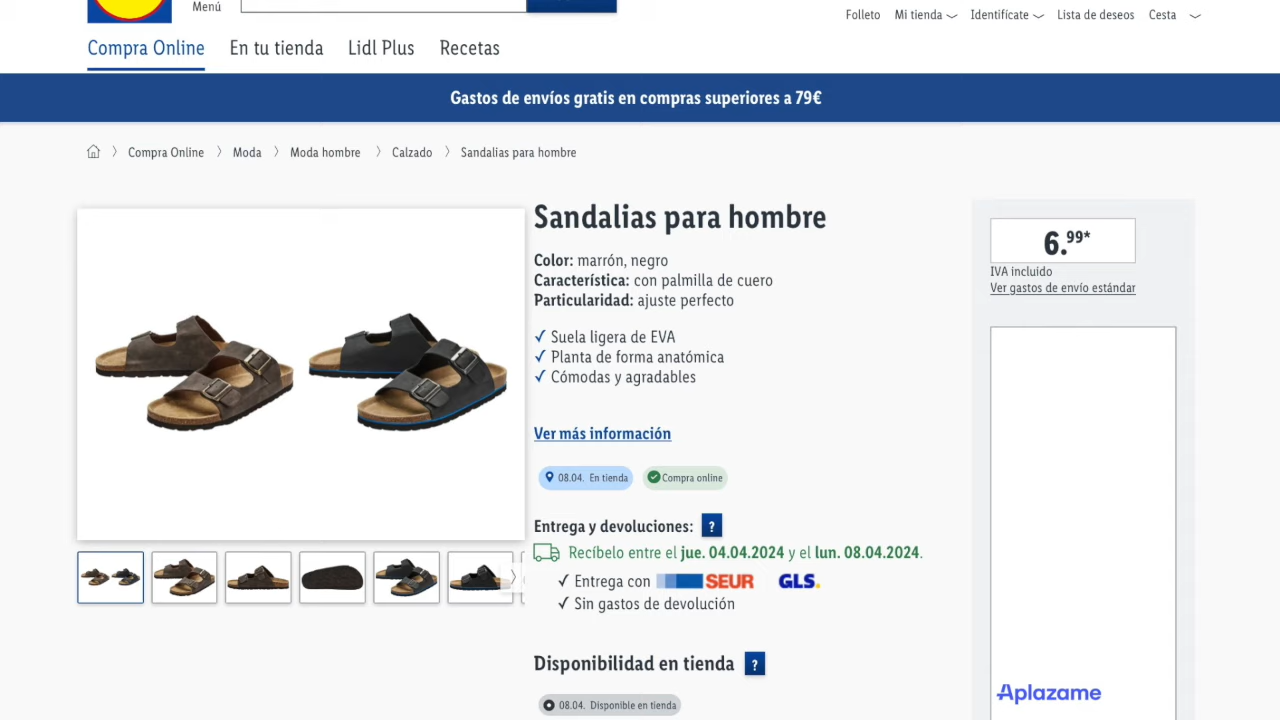 Menú
Folleto Mi tienda Identifícate Lista de deseos Cesta
Compra Online En tu tienda Lidl Plus Recetas
Gastos de envíos gratis en compras superiores a 79€
Compra Online Moda Moda hombre Calzado Sandalias para hombre
Sandalias para hombre
Color: marrón, negro
Característica: con palmilla de cuero
Particularidad: ajuste perfecto
✓ Suela ligera de EVA
✓ Planta de forma anatómica
✓ Cómodas y agradables
Ver más información
08.04. En tienda Compra online
Entrega y devoluciones: ?
Recíbelo entre el jue. 04.04.2024 y el lun. 08.04.2024.
✓ Entrega con SEUR GLS.
✓ Sin gastos de devolución
Disponibilidad en tienda ?
08.04. Disponible en tienda
6.99*
IVA incluido
Ver gastos de envío estándar
Aplazame